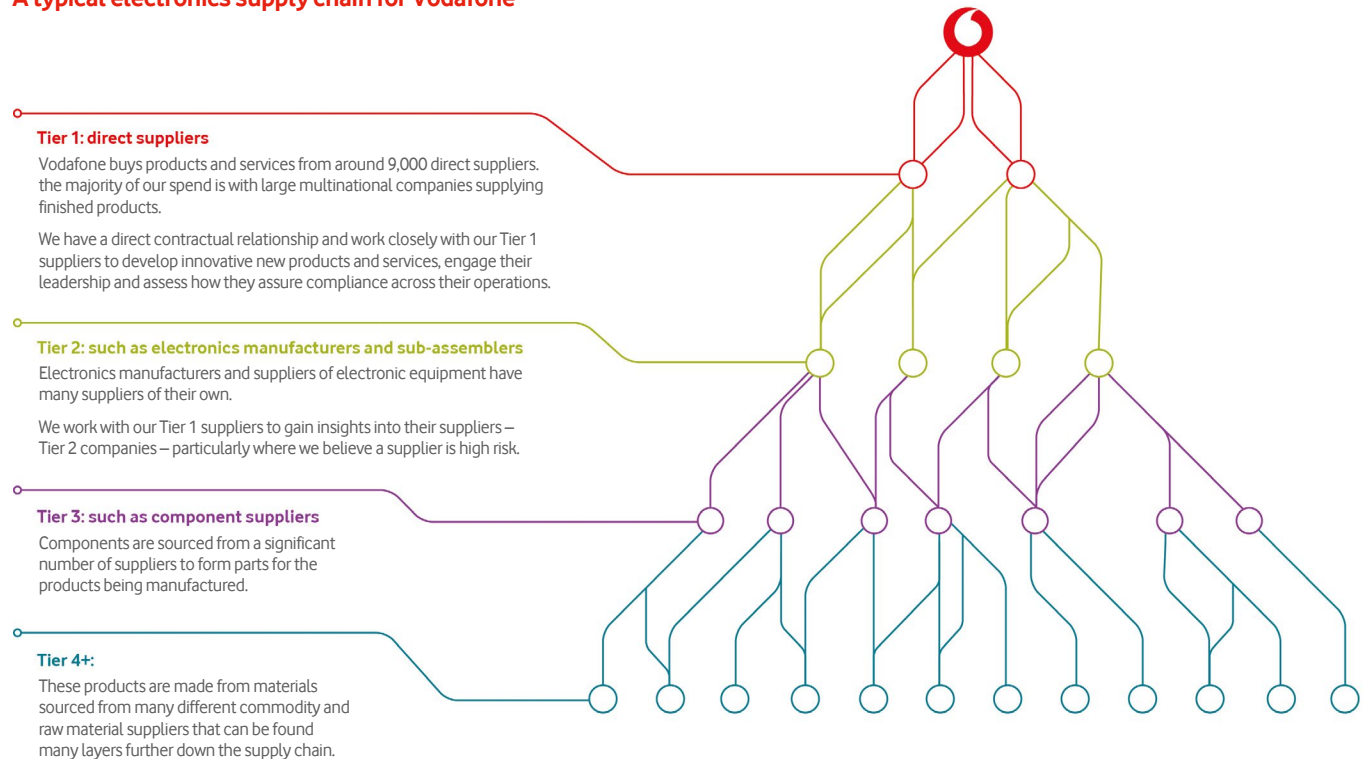 A typical electronics supply chain for Vodafone
Tier 1: direct suppliers
Vodafone buys products and services from around 9,000 direct suppliers.
the majority of our spend is with large multinational companies supplying
finished products.
We have a direct contractual relationship and work closely with our Tier 1
suppliers to develop innovative new products and services, engage their
leadership and assess how they assure compliance across their operations.
Tier 2: such as electronics manufacturers and sub-assemblers
Electronics manufacturers and suppliers of electronic equipment have
many suppliers of their own.
We work with our Tier 1 suppliers to gain insights into their suppliers –
Tier 2 companies – particularly where we believe a supplier is high risk.
Tier 3: such as component suppliers
Components are sourced from a significant
number of suppliers to form parts for the
products being manufactured.
Tier 4+:
These products are made from materials
sourced from many different commodity and
raw material suppliers that can be found
many layers further down the supply chain.